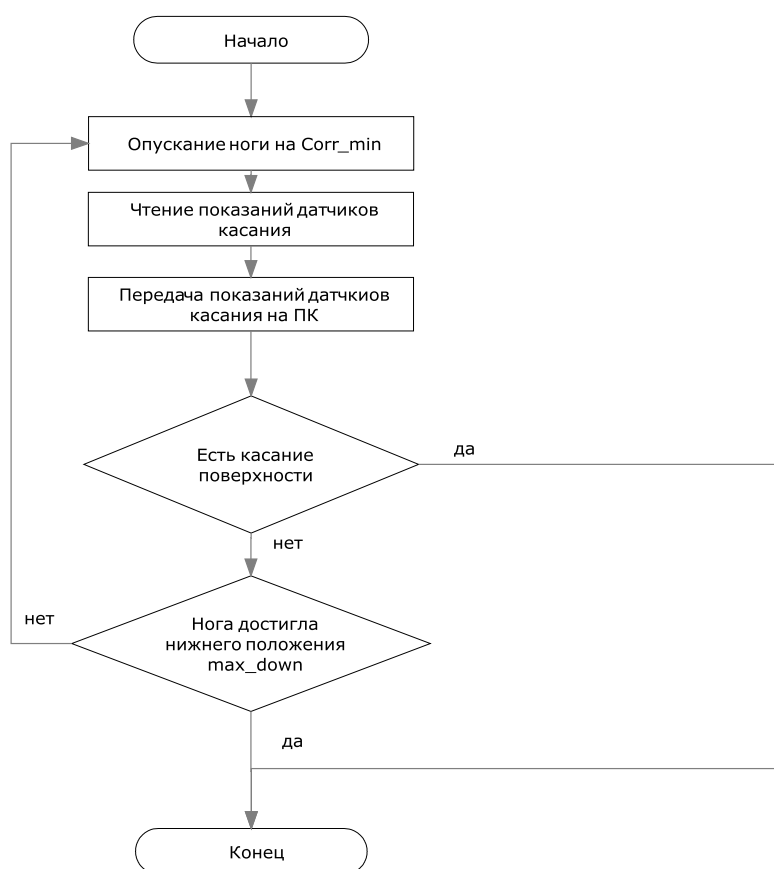 Начало
Опускание ноги на Corr_min
Чтение показаний датчиков
касания
Передача показаний датчкиов
касания на ПК
Есть касание
поверхности
да
нет
Нога достигла
нижнего положения
max_down
нет
да
Конец